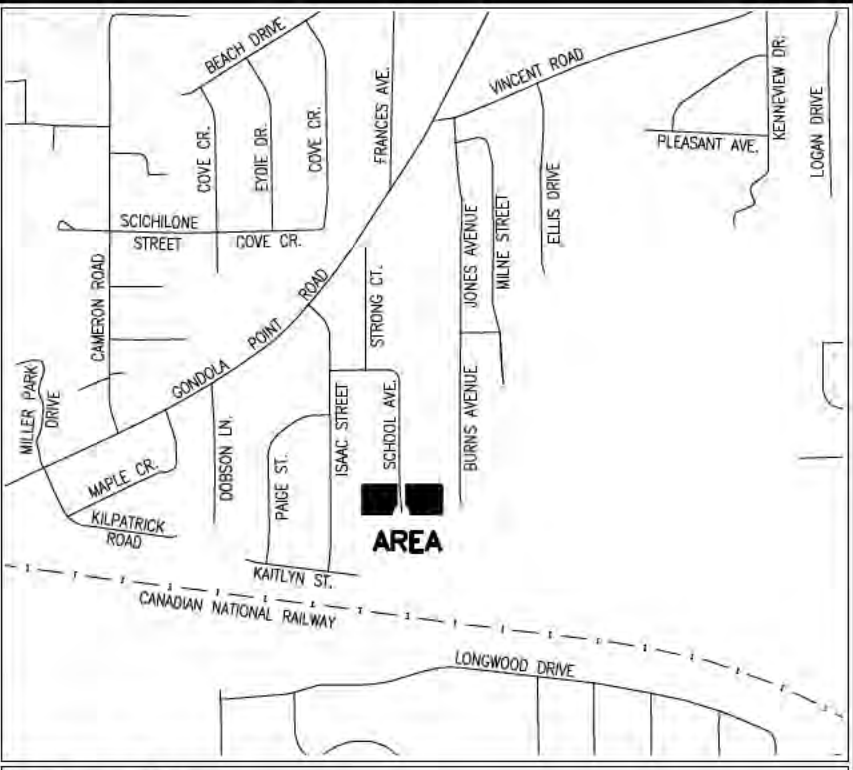 BEACH DRIVE
VINCENT ROAD
KENNEVIEW DR.
LOGAN DRIVE
FRANCES AVE.
COVE CR.
EYDIE DR.
COVE CR.
PLEASANT AVE.
ELLIS DRIVE
SCICHILONE
STREET
COVE CR.
JONES AVENUE
MILNE STREET
CAMERON ROAD
STRONG CT.
GONDOLA POINT ROAD
MILLER PARK
DRIVE
DOBSON LN.
ISAAC STREET
SCHOOL AVE.
BURNS AVENUE
MAPLE CR.
PAIGE ST.
KILPATRICK
ROAD
AREA
KAITLYN ST.
CANADIAN NATIONAL RAILWAY
LONGWOOD DRIVE